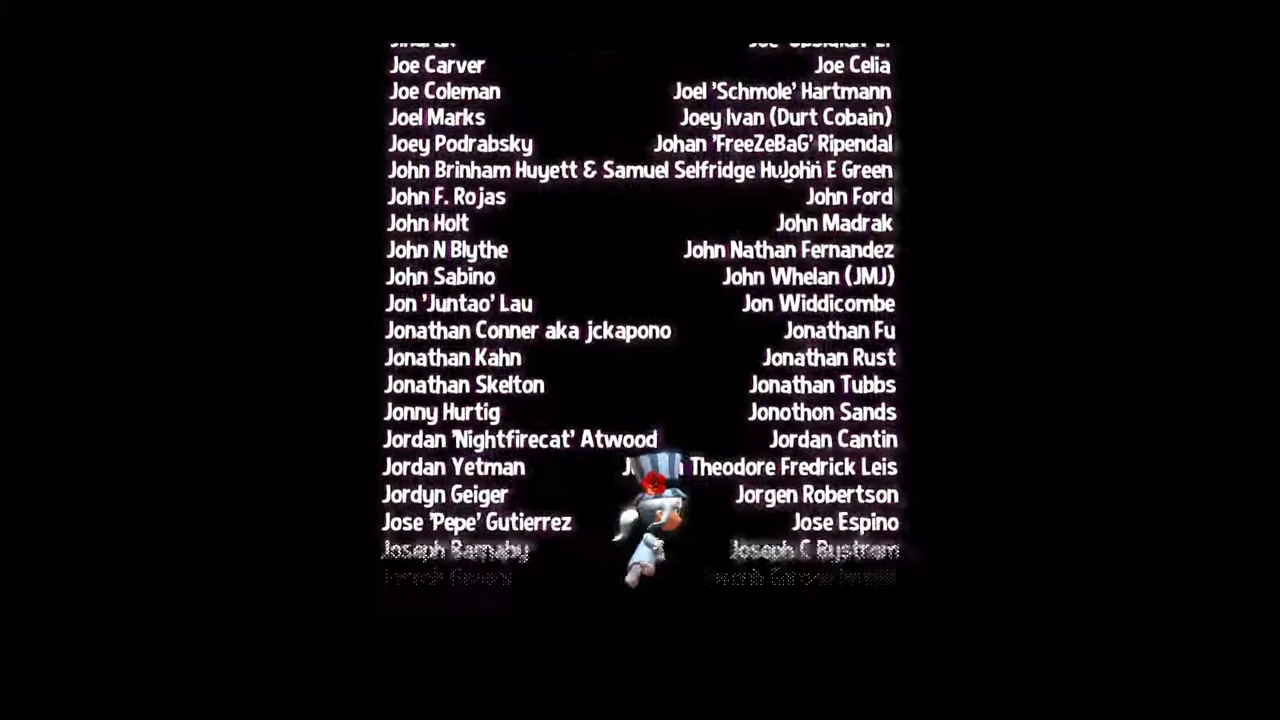 Joe Carver Joe Celia
Joe Coleman Joel 'Schmole' Hartmann
Joel Marks Joey Ivan (Durt Cobain)
Joey Podrabsky Johan 'FreeZeBaG' Ripendal
John Brinham Huyett & Samuel Selfridge John E Green
John F. Rojas John Ford
John Holt John Madrak
John N Blythe John Nathan Fernandez
John Sabino John Whelan (JMJ)
Jon 'Juntao' Lau Jon Widdicombe
Jonathan Conner aka jckapono Jonathan Fu
Jonathan Kahn Jonathan Rust
Jonathan Skelton Jonathan Tubbs
Jonny Hurtig Jonothon Sands
Jordan 'Nightfirecat' Atwood Jordan Cantin
Jordan Yetman Theodore Fredrick Leis
Jordyn Geiger Jorgen Robertson
Jose 'Pepe' Gutierrez Jose Espino
Joseph Barnaby Joseph C Bystrom